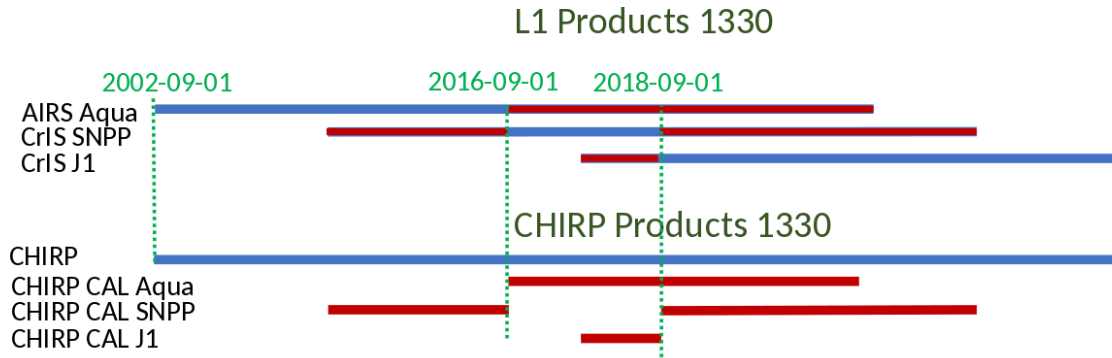 L1 Products 1330
2002-09-01
2016-09-01
2018-09-01
AIRS Aqua
CrIS SNPP
CrIS J1
CHIRP Products 1330
CHIRP
CHIRP CAL Aqua
CHIRP CAL SNPP
CHIRP CAL J1